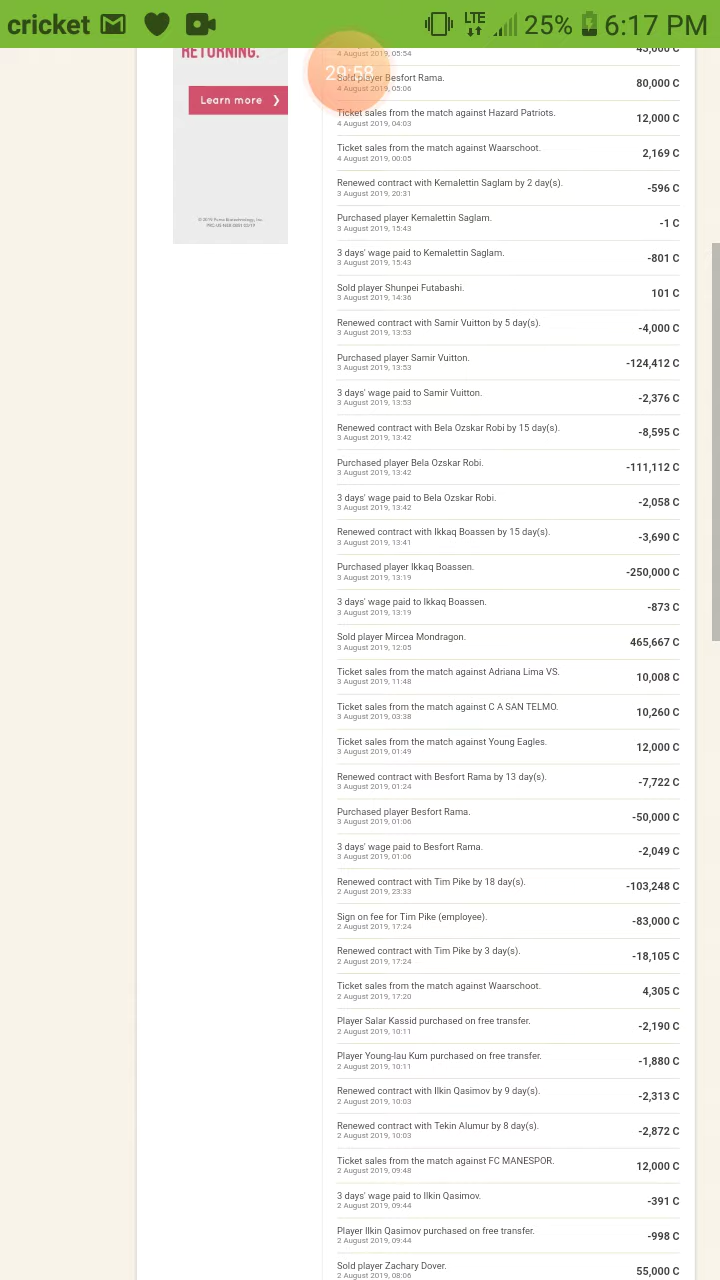 cricket LTE 25% 6:17 PM
RETURNING.
29:58
Learn more
© 2019 Puma Biotechnology, Inc.
43,000 C
4 August 2019, 05:54
Sold player Besfort Rama.
80,000 C
4 August 2019, 05:06
Ticket sales from the match against Hazard Patriots.
12,000 C
4 August 2019, 04:03
Ticket sales from the match against Waarschoot.
2,169 C
4 August 2019, 00:05
Renewed contract with Kemalettin Saglam by 2 day(s).
-596 C
3 August 2019, 20:31
Purchased player Kemalettin Saglam.
-1 C
3 August 2019, 15:43
3 days' wage paid to Kemalettin Saglam.
-801 C
3 August 2019, 15:43
Sold player Shunpei Futabashi.
101 C
3 August 2019, 14:36
Renewed contract with Samir Vuitton by 5 day(s).
-4,000 C
3 August 2019, 13:53
Purchased player Samir Vuitton.
-124,412 C
3 August 2019, 13:53
3 days' wage paid to Samir Vuitton.
-2,376 C
3 August 2019, 13:53
Renewed contract with Bela Ozskar Robi by 15 day(s).
-8,595 C
3 August 2019, 13:42
Purchased player Bela Ozskar Robi.
-111,112 C
3 August 2019, 13:42
3 days' wage paid to Bela Ozskar Robi.
-2,058 C
3 August 2019, 13:42
Renewed contract with Ikkaq Boassen by 15 day(s).
-3,690 C
3 August 2019, 13:41
Purchased player Ikkaq Boassen.
-250,000 C
3 August 2019, 13:19
3 days' wage paid to Ikkaq Boassen.
-873 C
3 August 2019, 13:19
Sold player Mircea Mondragon.
465,667 C
3 August 2019, 12:05
Ticket sales from the match against Adriana Lima VS.
10,008 C
3 August 2019, 11:48
Ticket sales from the match against C A SAN TELMO.
10,260 C
3 August 2019, 03:38
Ticket sales from the match against Young Eagles.
12,000 C
3 August 2019, 01:49
Renewed contract with Besfort Rama by 13 day(s).
-7,722 C
3 August 2019, 01:24
Purchased player Besfort Rama.
-50,000 C
3 August 2019, 01:06
3 days' wage paid to Besfort Rama.
-2,049 C
3 August 2019, 01:06
Renewed contract with Tim Pike by 18 day(s).
-103,248 C
2 August 2019, 23:33
Sign on fee for Tim Pike (employee).
-83,000 C
2 August 2019, 17:24
Renewed contract with Tim Pike by 3 day(s).
-18,105 C
2 August 2019, 17:24
Ticket sales from the match against Waarschoot.
4,305 C
2 August 2019, 17:20
Player Salar Kassid purchased on free transfer.
-2,190 C
2 August 2019, 10:11
Player Young-lau Kum purchased on free transfer.
-1,880 C
2 August 2019, 10:11
Renewed contract with Ilkin Qasimov by 9 day(s).
-2,313 C
2 August 2019, 10:03
Renewed contract with Tekin Alumur by 8 day(s).
-2,872 C
2 August 2019, 10:03
Ticket sales from the match against FC MANESPOR.
12,000 C
2 August 2019, 09:48
3 days' wage paid to Ilkin Qasimov.
-391 C
2 August 2019, 09:44
Player Ilkin Qasimov purchased on free transfer.
-998 C
2 August 2019, 09:44
Sold player Zachary Dover.
55,000 C
2 August 2019, 08:06